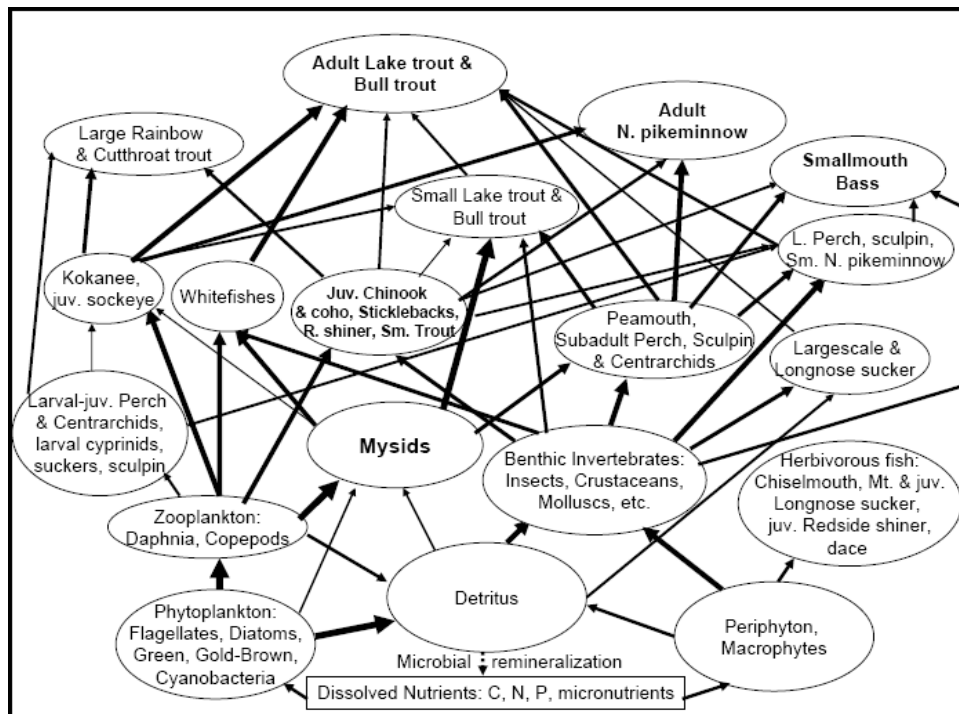 Adult Lake trout &
Bull trout
Adult
N. pikeminnow
Large Rainbow
& Cutthroat trout
Smallmouth
Bass
Small Lake trout &
Bull trout
L. Perch, sculpin,
Sm. N. pikeminnow
Kokanee,
juv. sockeye
Whitefishes
Juv. Chinook
& coho, Sticklebacks,
R. shiner, Sm. Trout
Peamouth,
Subadult Perch, Sculpin
& Centrarchids
Largescale &
Longnose sucker
Larval-juv. Perch
& Centrarchids,
larval cyprinids,
suckers, sculpin
Mysids
Benthic Invertebrates:
Insects, Crustaceans,
Molluscs, etc.
Herbivorous fish:
Chiselmouth, Mt. & juv.
Longnose sucker,
juv. Redside shiner,
dace
Zooplankton:
Daphnia, Copepods
Detritus
Phytoplankton:
Flagellates, Diatoms,
Green, Gold-Brown,
Cyanobacteria
Periphyton,
Macrophytes
Microbial remineralization
Dissolved Nutrients: C, N, P, micronutrients